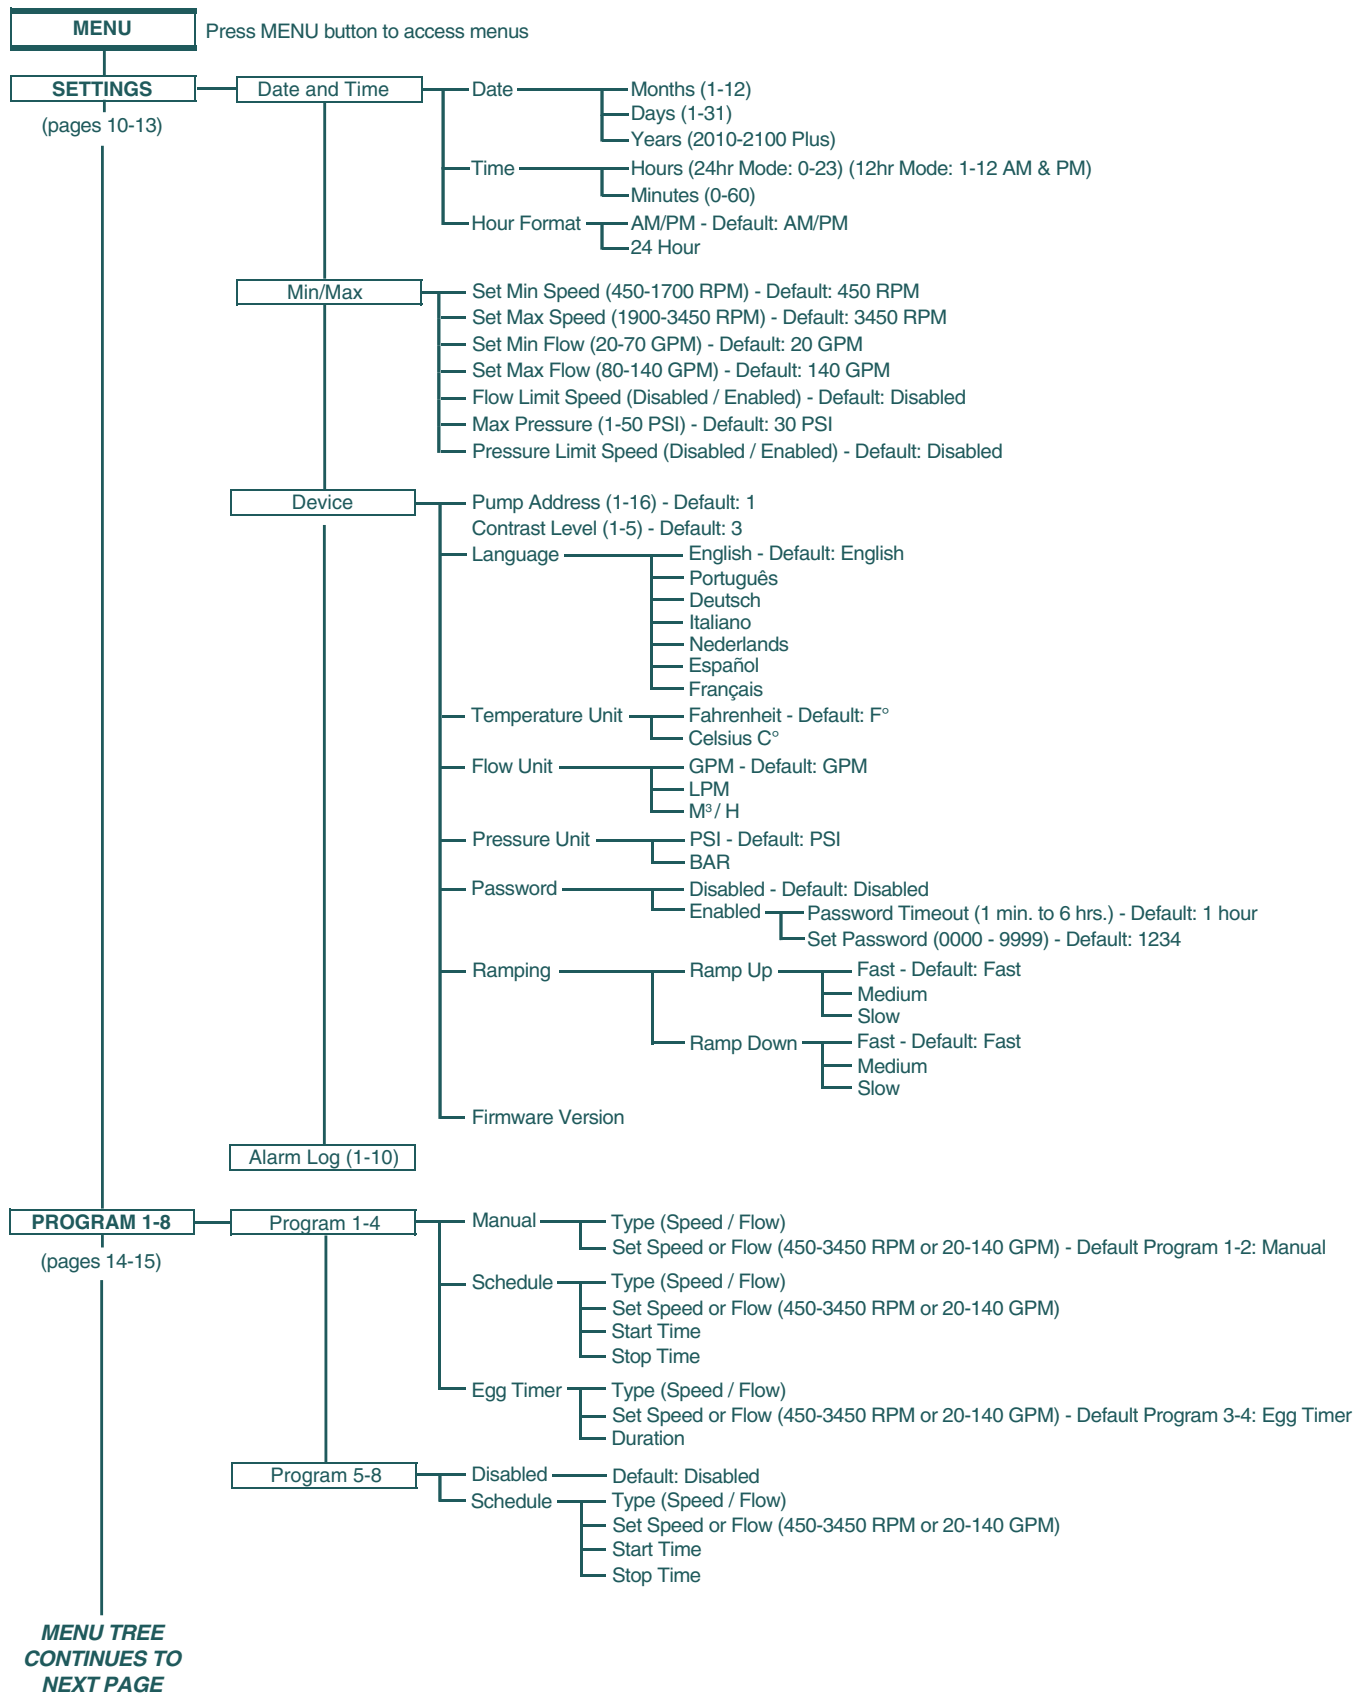 MENU
Press MENU button to access menus
SETTINGS
(pages 10-13)
Date and Time
Date
Months (1-12)
Days (1-31)
Years (2010-2100 Plus)
Time
Hours (24hr Mode: 0-23) (12hr Mode: 1-12 AM & PM)
Minutes (0-60)
Hour Format
AM/PM - Default: AM/PM
24 Hour
Min/Max
Set Min Speed (450-1700 RPM) - Default: 450 RPM
Set Max Speed (1900-3450 RPM) - Default: 3450 RPM
Set Min Flow (20-70 GPM) - Default: 20 GPM
Set Max Flow (80-140 GPM) - Default: 140 GPM
Flow Limit Speed (Disabled / Enabled) - Default: Disabled
Max Pressure (1-50 PSI) - Default: 30 PSI
Pressure Limit Speed (Disabled / Enabled) - Default: Disabled
Device
Pump Address (1-16) - Default: 1
Contrast Level (1-5) - Default: 3
Language
English - Default: English
Português
Deutsch
Italiano
Nederlands
Español
Français
Temperature Unit
Fahrenheit - Default: F°
Celsius C°
Flow Unit
GPM - Default: GPM
LPM
M³ / H
Pressure Unit
PSI - Default: PSI
BAR
Password
Disabled - Default: Disabled
Enabled
Password Timeout (1 min. to 6 hrs.) - Default: 1 hour
Set Password (0000 - 9999) - Default: 1234
Ramping
Ramp Up
Fast - Default: Fast
Medium
Slow
Ramp Down
Fast - Default: Fast
Medium
Slow
Firmware Version
Alarm Log (1-10)
PROGRAM 1-8
(pages 14-15)
Program 1-4
Manual
Type (Speed / Flow)
Set Speed or Flow (450-3450 RPM or 20-140 GPM) - Default Program 1-2: Manual
Schedule
Type (Speed / Flow)
Set Speed or Flow (450-3450 RPM or 20-140 GPM)
Start Time
Stop Time
Egg Timer
Type (Speed / Flow)
Set Speed or Flow (450-3450 RPM or 20-140 GPM) - Default Program 3-4: Egg Timer
Duration
Program 5-8
Disabled
Default: Disabled
Schedule
Type (Speed / Flow)
Set Speed or Flow (450-3450 RPM or 20-140 GPM)
Start Time
Stop Time
MENU TREE
CONTINUES TO
NEXT PAGE